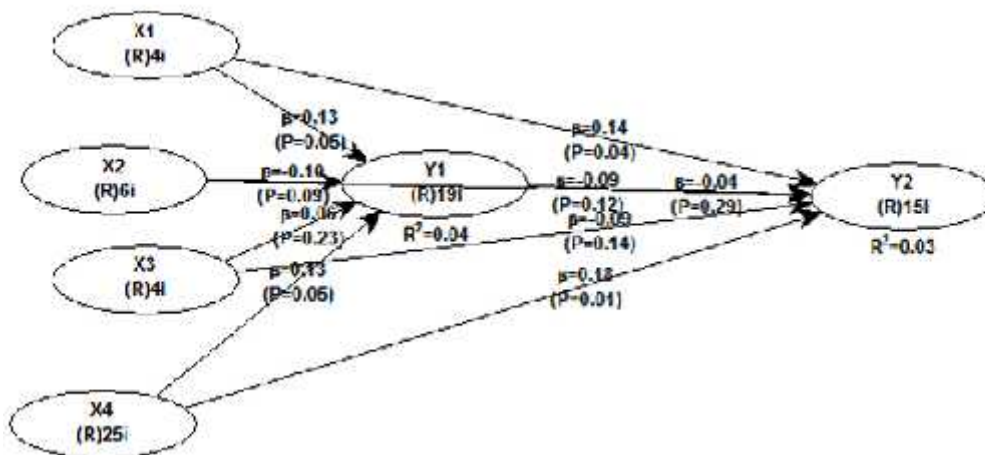 X1
(R)4i
β=0.13
(P=0.05)
β=0.14
(P=0.04)
X2
(R)6i
β=-0.10
(P=0.09)
Y1
(R)19i
β=-0.09
(P=0.12)
β=-0.04
(P=0.29)
Y2
(R)15i
β=0.06
(P=0.23)
R²=0.04
β=-0.09
(P=0.14)
R²=0.03
X3
(R)4i
β=0.13
(P=0.05)
β=0.18
(P=0.01)
X4
(R)25i